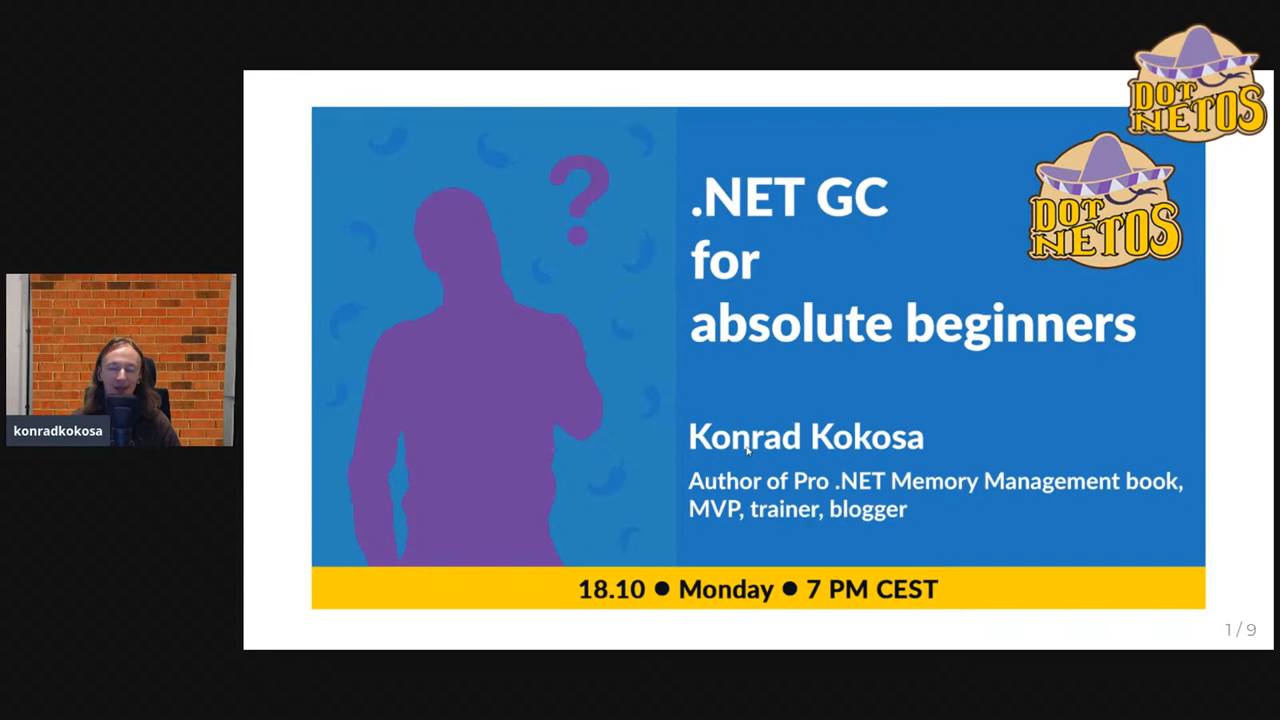 DOT
NETOS
DOT
NETOS
?
.NET GC
for
absolute beginners
Konrad Kokosa
Author of Pro .NET Memory Management book,
MVP, trainer, blogger
konradkokosa
18.10 ● Monday ● 7 PM CEST
1 / 9